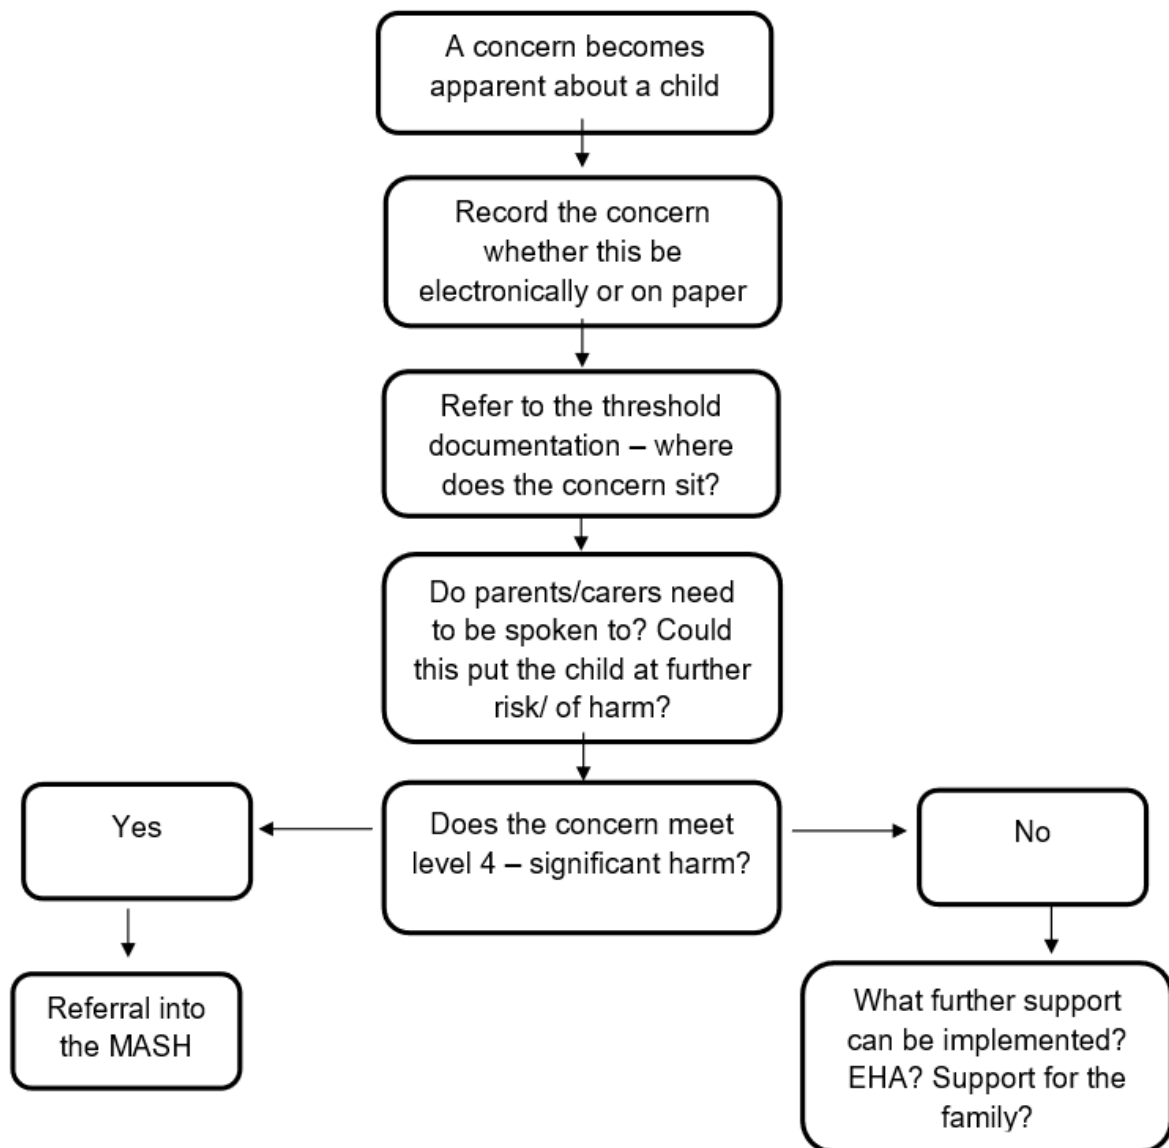 A concern becomes
apparent about a child
Record the concern
whether this be
electronically or on paper
Refer to the threshold
documentation – where
does the concern sit?
Do parents/carers need
to be spoken to? Could
this put the child at further
risk/ of harm?
Does the concern meet
level 4 – significant harm?
Yes
No
Referral into
the MASH
What further support
can be implemented?
EHA? Support for the
family?